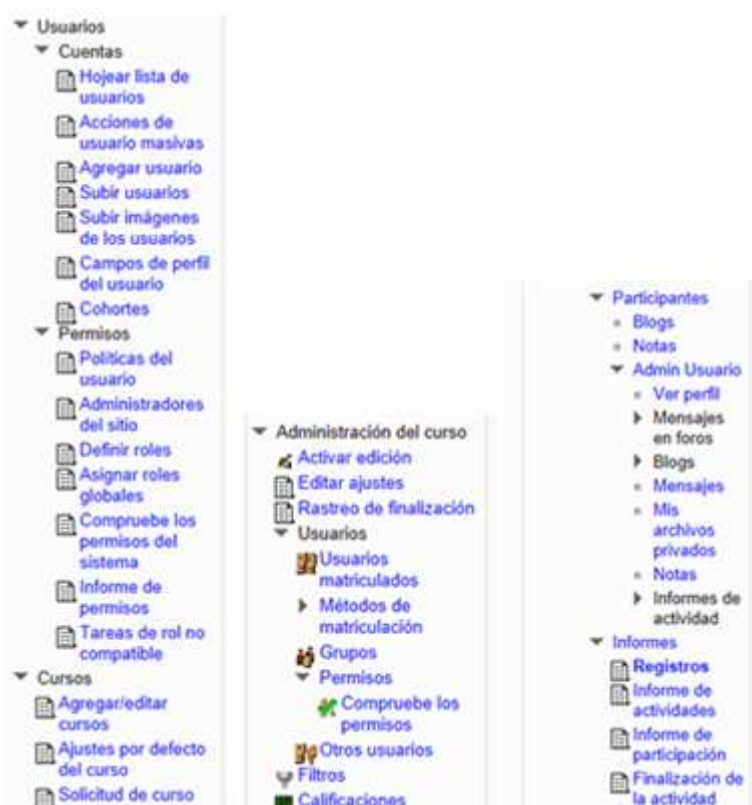 Usuarios
Cuentas
Hojear lista de
usuarios
Acciones de
usuario masivas
Agregar usuario
Subir usuarios
Subir imágenes
de los usuarios
Campos de perfil
del usuario
Cohortes
Permisos
Políticas del
usuario
Administradores
del sitio
Definir roles
Asignar roles
globales
Compruebe los
permisos del
sistema
Informe de
permisos
Tareas de rol no
compatible
Cursos
Agregar/editar
cursos
Ajustes por defecto
del curso
Solicitud de curso
Administración del curso
Activar edición
Editar ajustes
Rastreo de finalización
Usuarios
Usuarios
matriculados
Métodos de
matriculación
Grupos
Permisos
Compruebe los
permisos
Otros usuarios
Filtros
Calificaciones
Participantes
Blogs
Notas
Admin Usuario
Ver perfil
Mensajes
en foros
Blogs
Mensajes
Mis
archivos
privados
Notas
Informes de
actividad
Informes
Registros
Informe de
actividades
Informe de
participación
Finalización de
la actividad